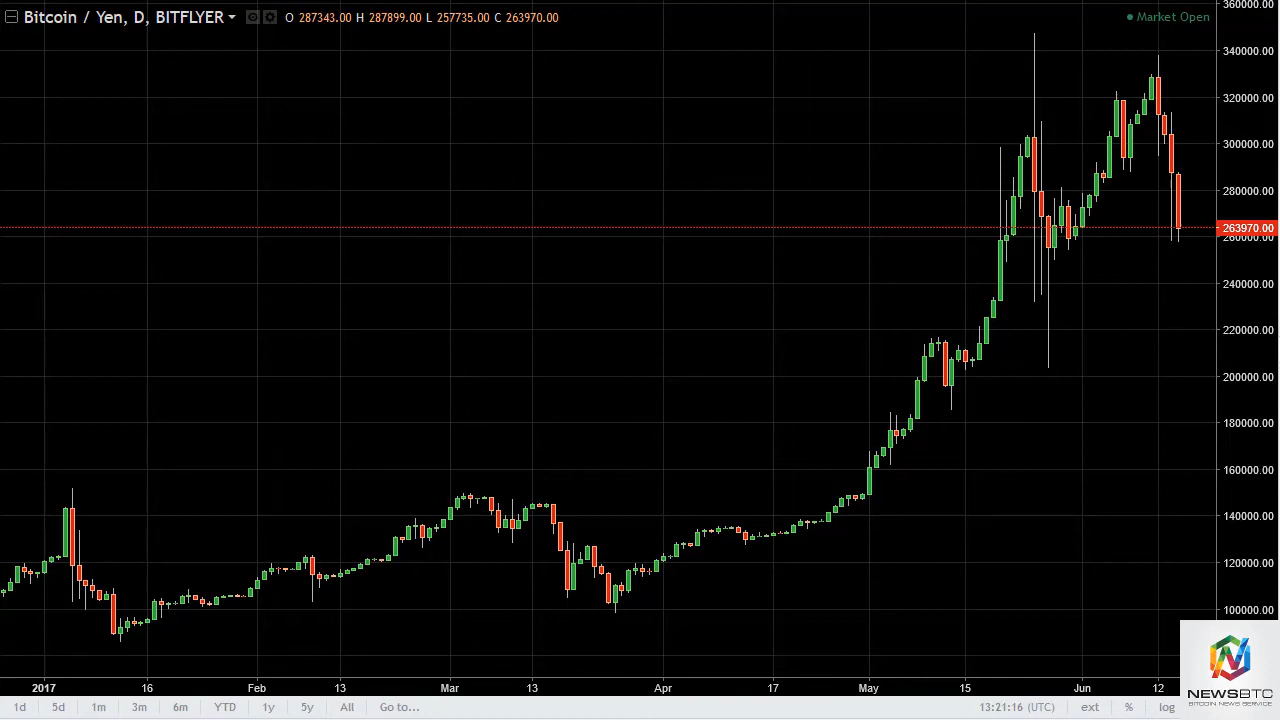 Bitcoin / Yen, D, BITFLYER O 287343.00 H 287899.00 L 257735.00 C 263970.00
Market Open
360000.00
340000.00
320000.00
300000.00
280000.00
263970.00
260000.00
240000.00
220000.00
200000.00
180000.00
160000.00
140000.00
120000.00
100000.00
2017 16 Feb 13 Mar 13 Apr 17 May 15 Jun 12
1d 5d 1m 3m 6m YTD 1y 5y All Go to... 13:21:16 (UTC) ext % log
NEWSBTC
BITCOIN NEWS SERVICE